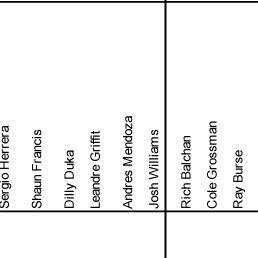 Sergio Herrera
Shaun Francis
Dilly Duka
Leandre Griffit
Andres Mendoza
Josh Williams
Rich Balchan
Cole Grossman
Ray Burse